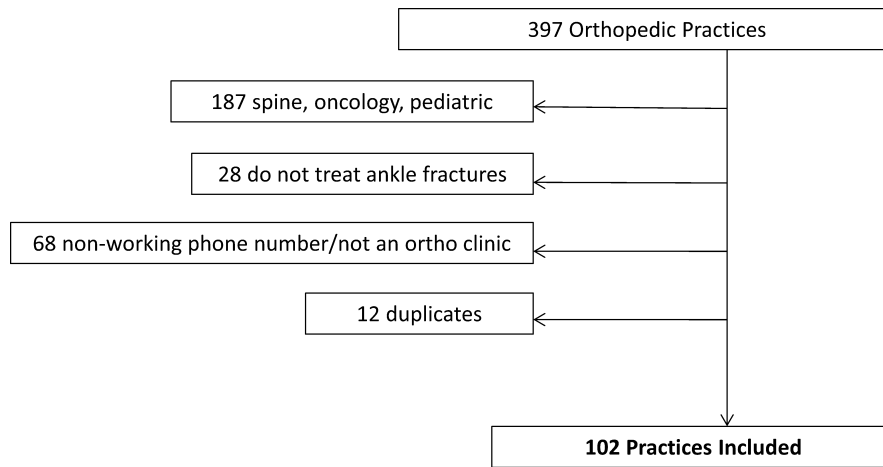 397 Orthopedic Practices
187 spine, oncology, pediatric
28 do not treat ankle fractures
68 non-working phone number/not an ortho clinic
12 duplicates
102 Practices Included